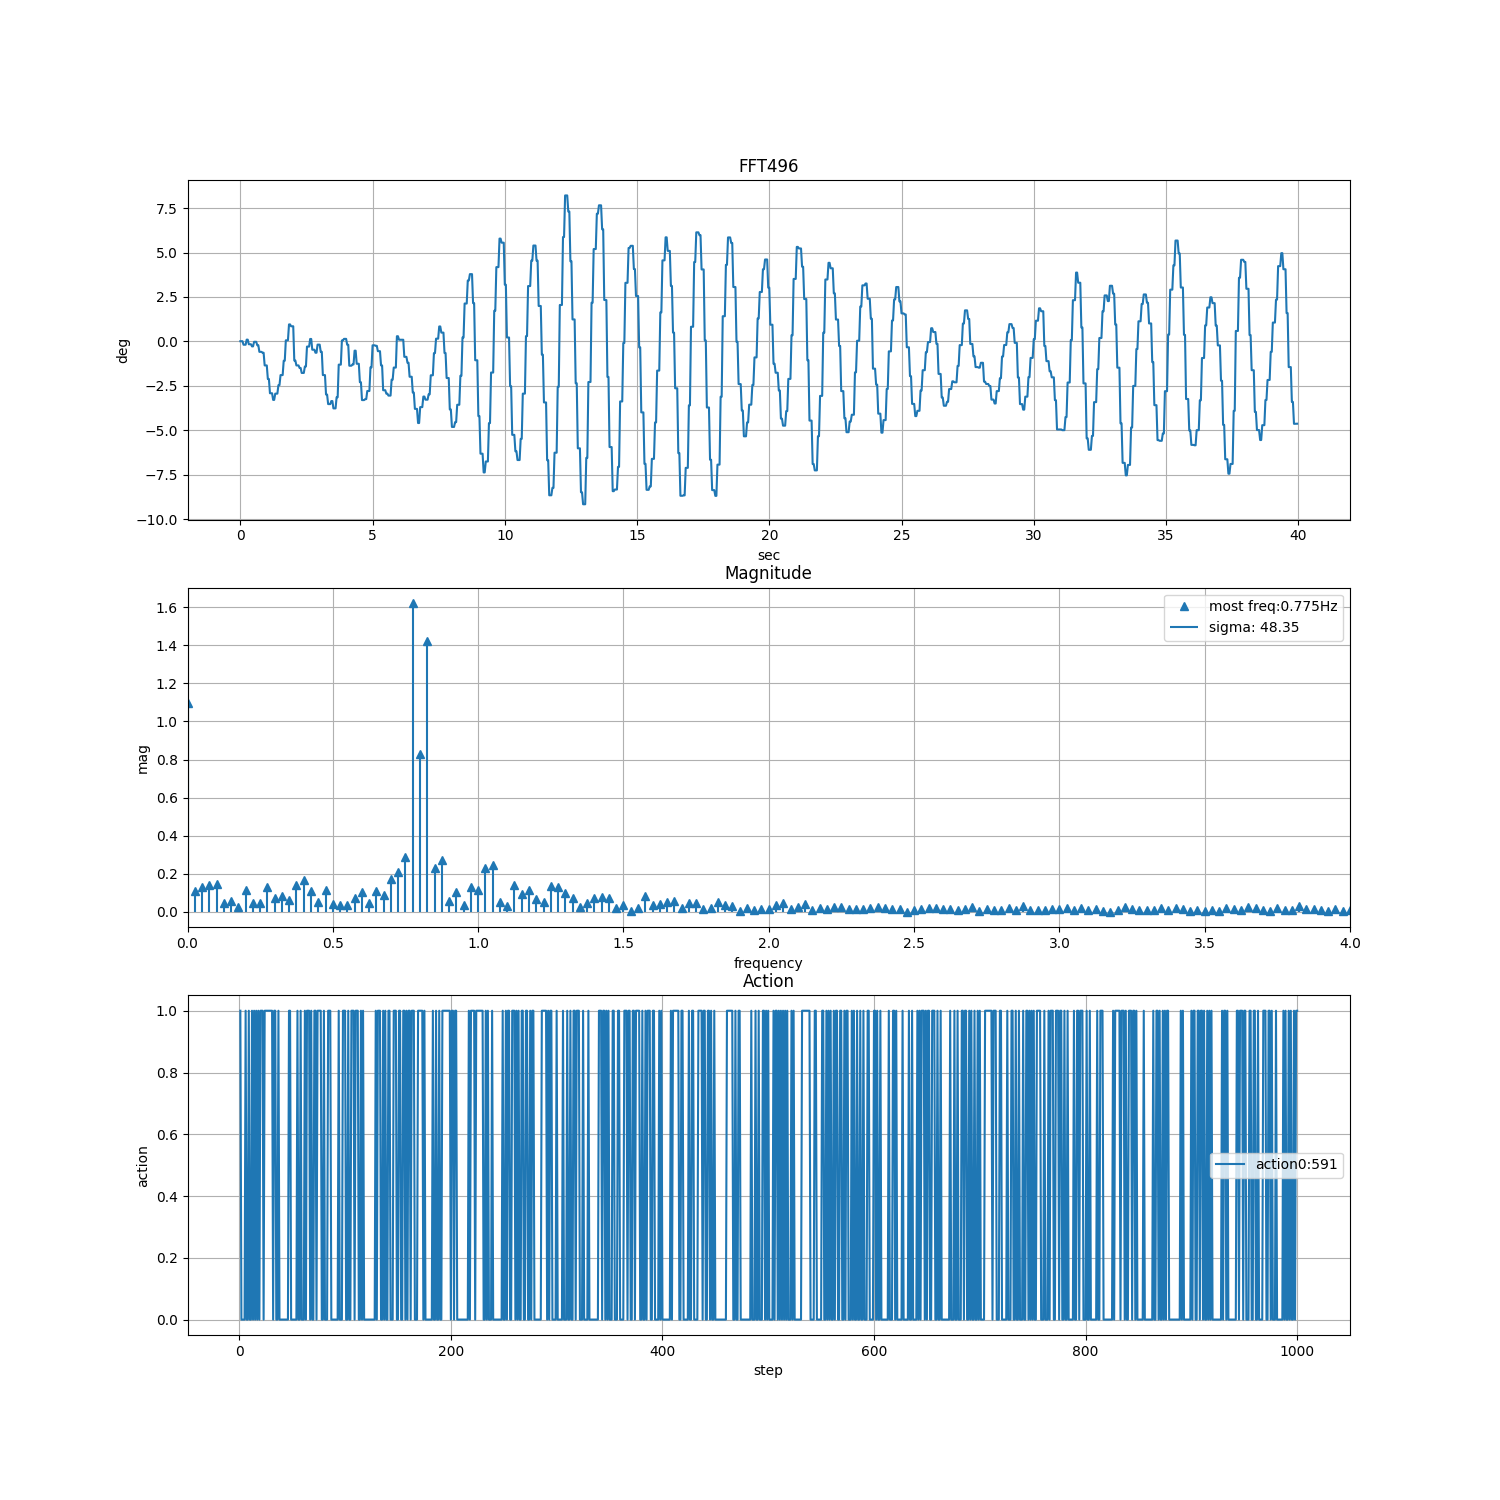 FFT496
7.5
5.0
2.5
0.0
−2.5
−5.0
−7.5
−10.0
deg
0 5 10 15 20 25 30 35 40
sec
Magnitude
1.6
1.4
1.2
1.0
0.8
0.6
0.4
0.2
0.0
mag
most freq:0.775Hz
sigma: 48.35
0.0 0.5 1.0 1.5 2.0 2.5 3.0 3.5 4.0
frequency
Action
1.0
0.8
0.6
0.4
0.2
0.0
action
action0:591
0 200 400 600 800 1000
step